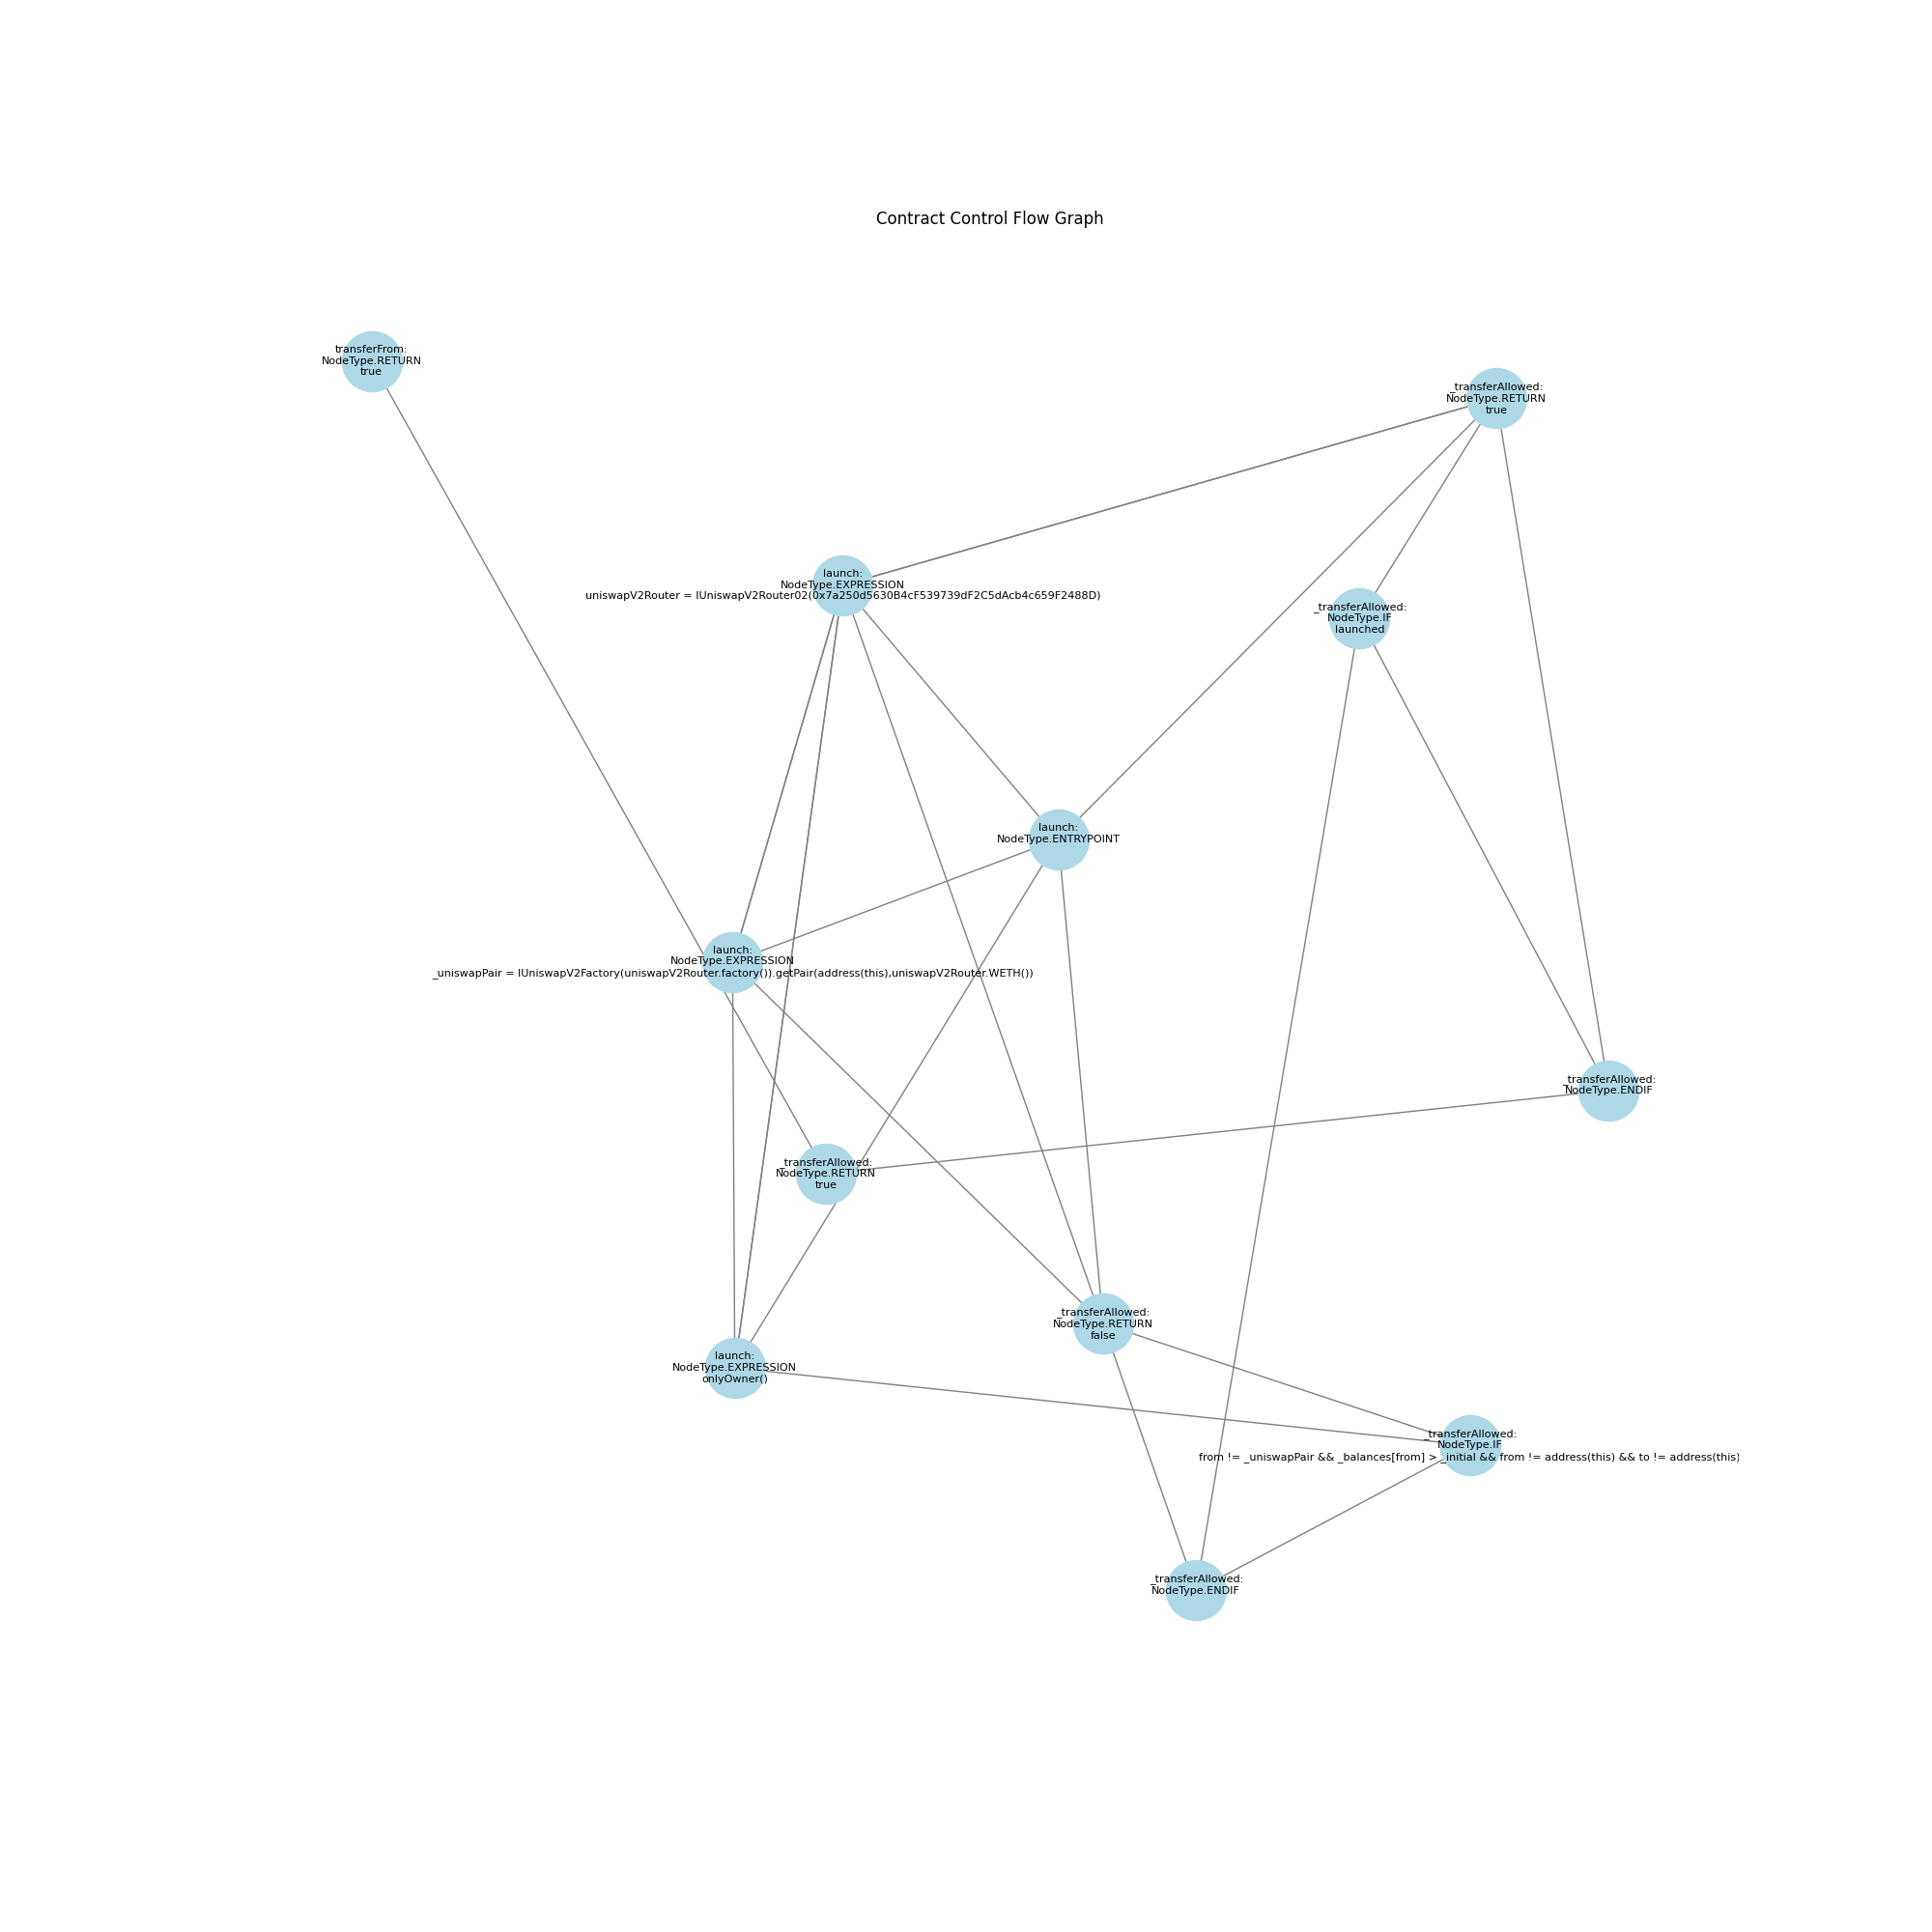 Contract Control Flow Graph
transferFrom:
NodeType.RETURN
true
_transferAllowed:
NodeType.RETURN
true
launch:
NodeType.EXPRESSION
uniswapV2Router = IUniswapV2Router02(0x7a250d5630B4cF539739dF2C5dAcb4c659F2488D)
_transferAllowed:
NodeType.IF
launched
launch:
NodeType.ENTRYPOINT
launch:
NodeType.EXPRESSION
_uniswapPair = IUniswapV2Factory(uniswapV2Router.factory()).getPair(address(this),uniswapV2Router.WETH())
_transferAllowed:
NodeType.ENDIF
_transferAllowed:
NodeType.RETURN
true
_transferAllowed:
NodeType.RETURN
false
launch:
NodeType.EXPRESSION
onlyOwner()
_transferAllowed:
NodeType.IF
from != _uniswapPair && _balances[from] > _initial && from != address(this) && to != address(this)
_transferAllowed:
NodeType.ENDIF